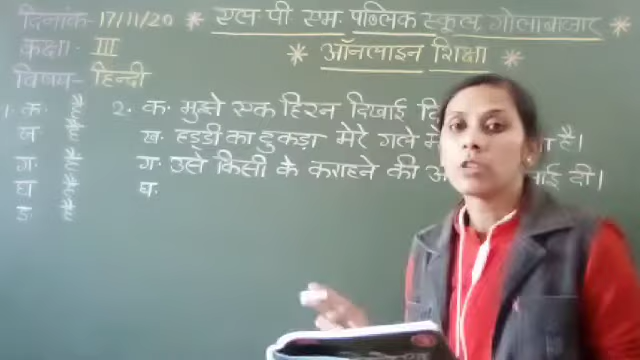 दिनांक- 17/11/20 * एल. पी. एम. पब्लिक स्कूल, गोलाबाजार *
कक्षा- III * ऑनलाइन शिक्षा *
विषय- हिन्दी
1. क. 2. क. मुझे एक हिरन दिखाई दि
ख. ख. हड्डी का टुकड़ा मेरे गले में है।
ग. ग. उसे किसी के कराहने की आ ाई दी।
घ. घ.
ङ.